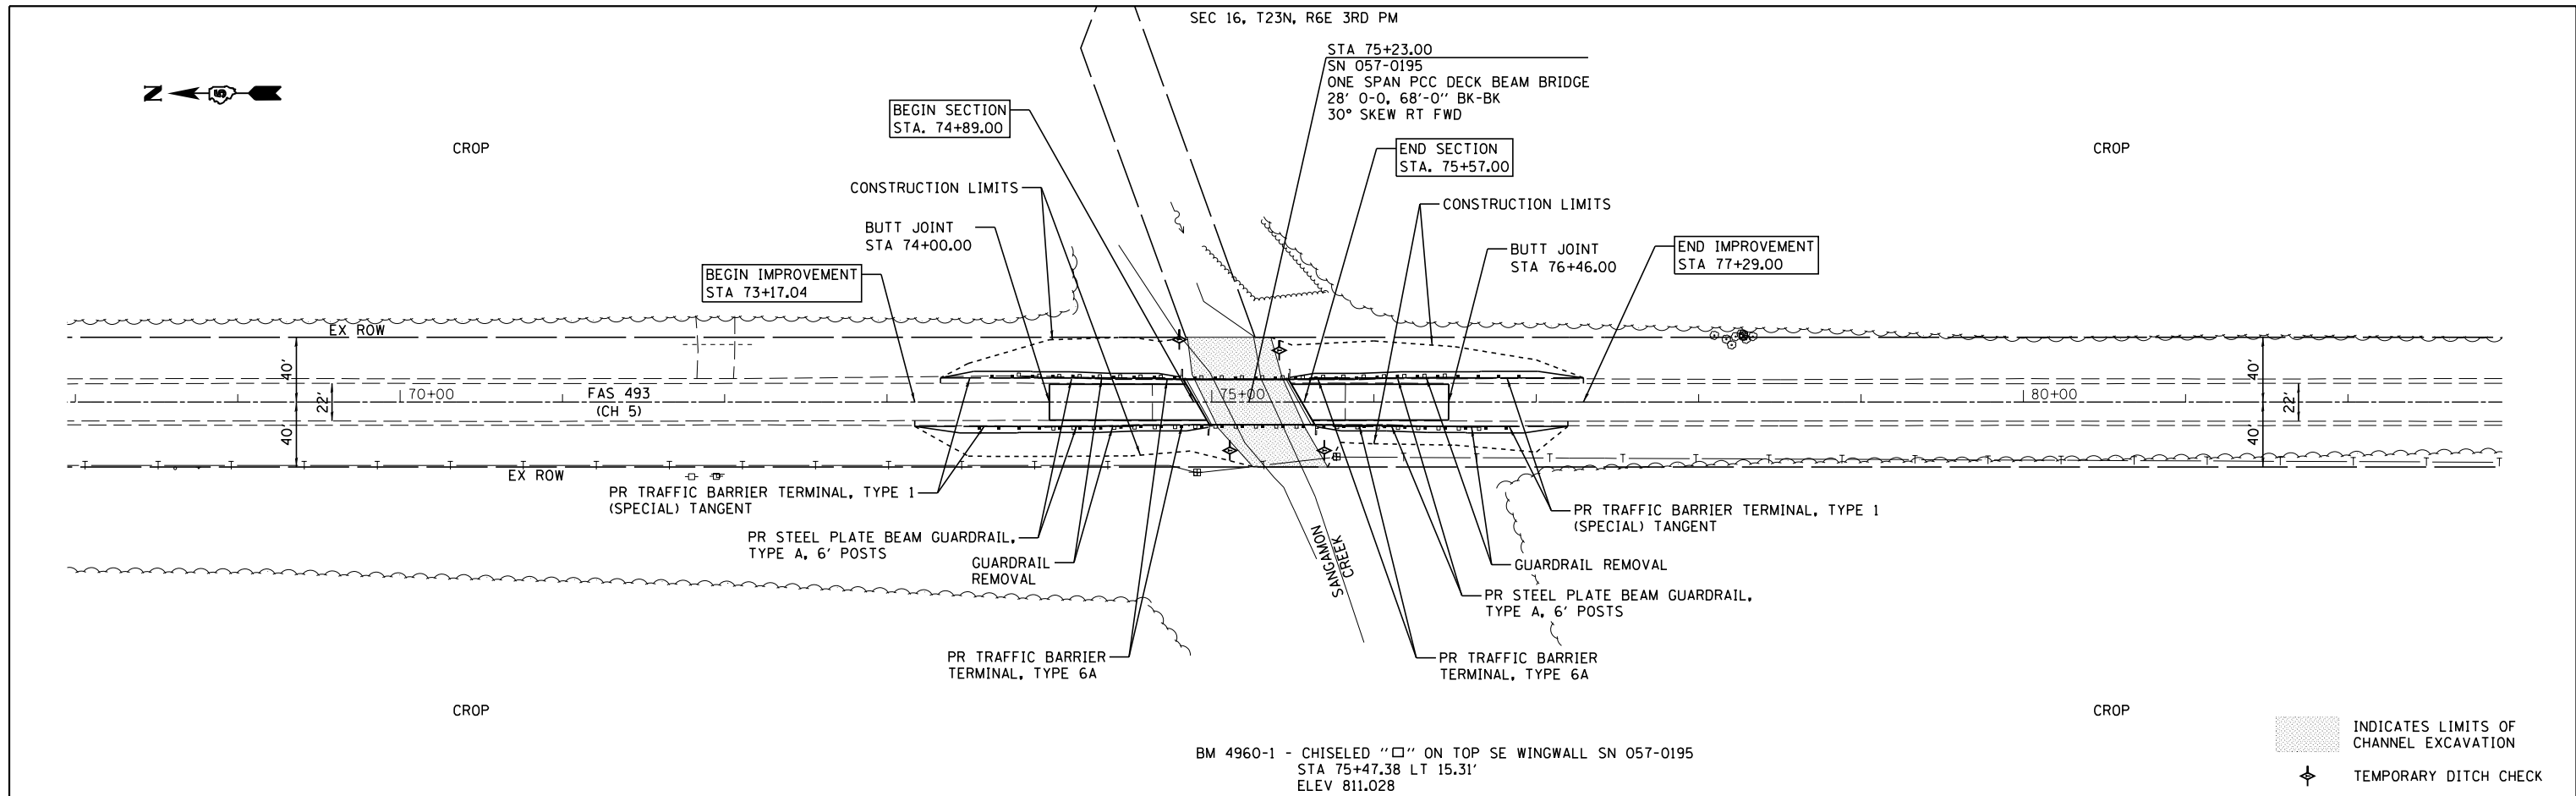 SEC 16, T23N, R6E 3RD PM
STA 75+23.00
SN 057-0195
ONE SPAN PCC DECK BEAM BRIDGE
28' O-O, 68'-0'' BK-BK
30° SKEW RT FWD
N
5
BEGIN SECTION
STA. 74+89.00
END SECTION
STA. 75+57.00
CROP
CROP
CONSTRUCTION LIMITS
CONSTRUCTION LIMITS
BUTT JOINT
STA 74+00.00
BUTT JOINT
STA 76+46.00
BEGIN IMPROVEMENT
STA 73+17.04
END IMPROVEMENT
STA 77+29.00
EX ROW
40'
40'
22'
70+00
FAS 493
(CH 5)
75+00
80+00
40'
40'
22'
EX ROW
PR TRAFFIC BARRIER TERMINAL, TYPE 1
(SPECIAL) TANGENT
PR TRAFFIC BARRIER TERMINAL, TYPE 1
(SPECIAL) TANGENT
PR STEEL PLATE BEAM GUARDRAIL,
TYPE A, 6' POSTS
GUARDRAIL
REMOVAL
SANGAMON
CREEK
GUARDRAIL REMOVAL
PR STEEL PLATE BEAM GUARDRAIL,
TYPE A, 6' POSTS
PR TRAFFIC BARRIER
TERMINAL, TYPE 6A
PR TRAFFIC BARRIER
TERMINAL, TYPE 6A
CROP
CROP
BM 4960-1 - CHISELED ''□'' ON TOP SE WINGWALL SN 057-0195
STA 75+47.38 LT 15.31'
ELEV 811.028
INDICATES LIMITS OF
CHANNEL EXCAVATION
TEMPORARY DITCH CHECK